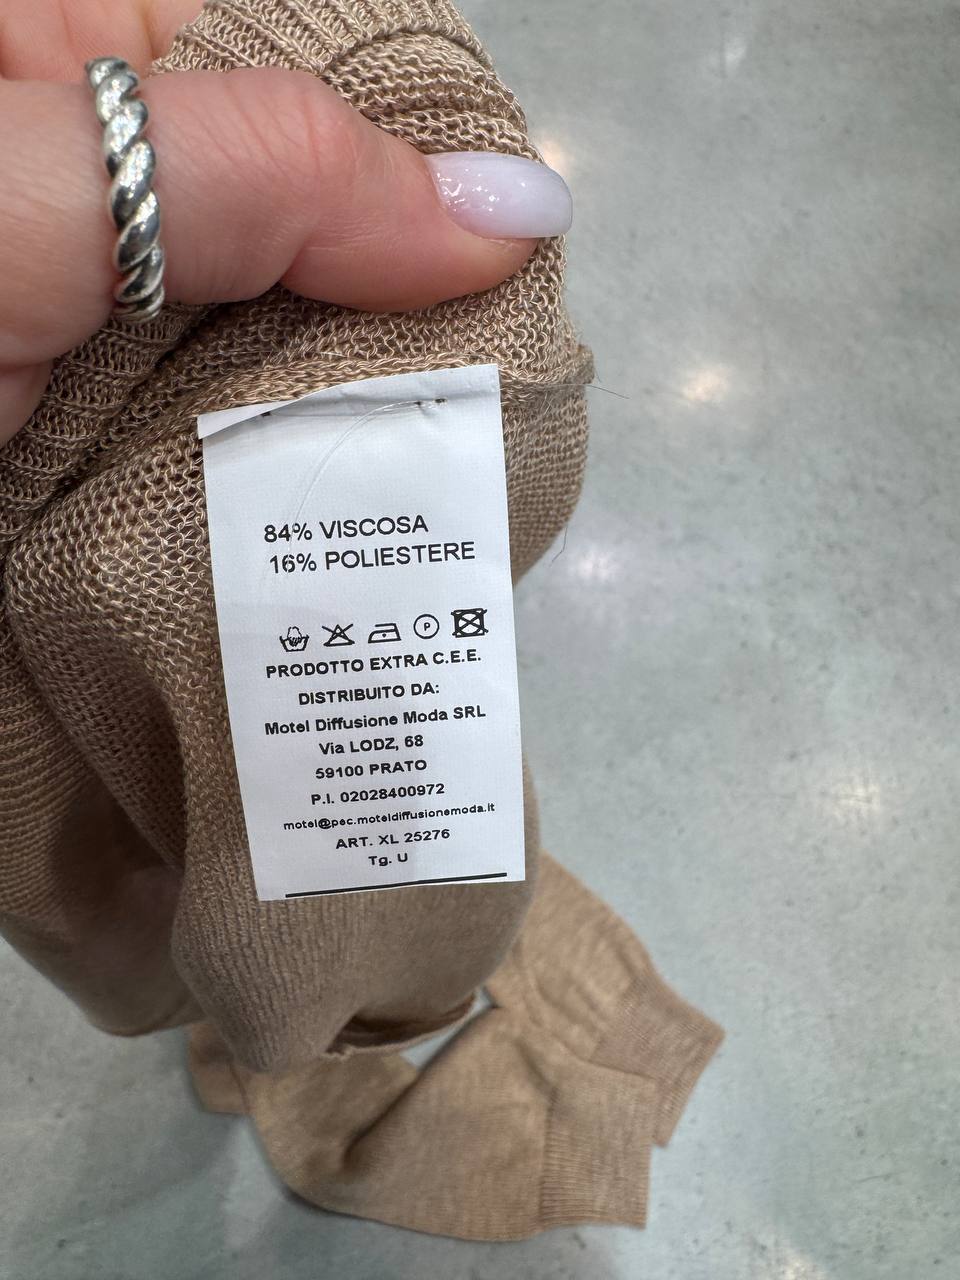 84% VISCOSA
16% POLIESTERE
P
PRODOTTO EXTRA C.E.E.
DISTRIBUITO DA:
Motel Diffusione Moda SRL
Via LODZ, 68
59100 PRATO
P.I. 02028400972
motel@pec.moteldiffusionemoda.it
ART. XL 25276
Tg. U